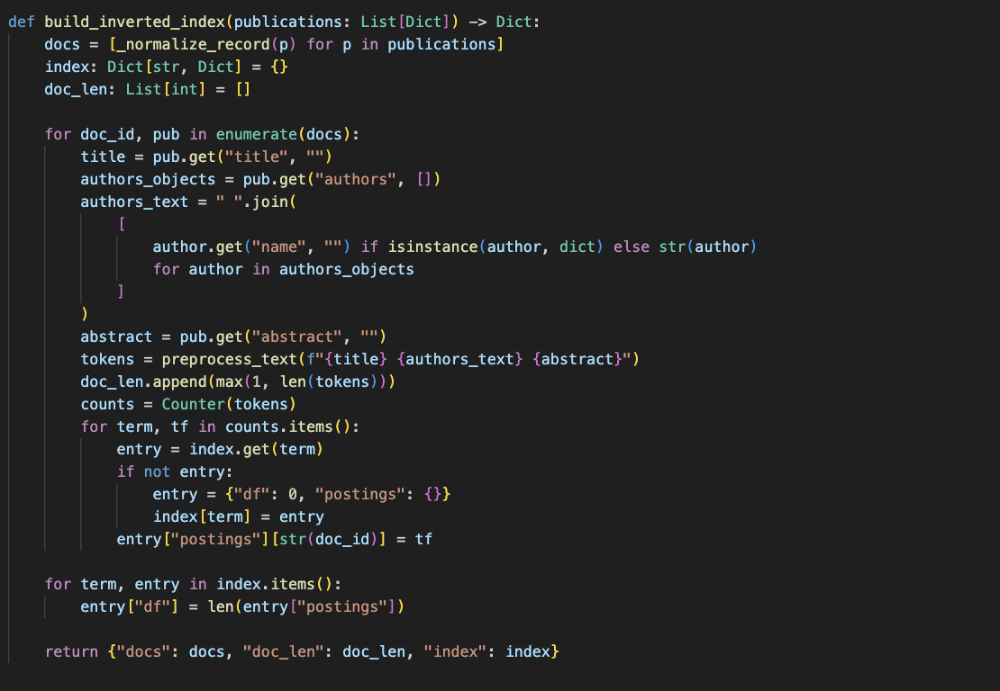 def build_inverted_index(publications: List[Dict]) -> Dict:
    docs = [_normalize_record(p) for p in publications]
    index: Dict[str, Dict] = {}
    doc_len: List[int] = []

    for doc_id, pub in enumerate(docs):
        title = pub.get("title", "")
        authors_objects = pub.get("authors", [])
        authors_text = " ".join(
            [
                author.get("name", "") if isinstance(author, dict) else str(author)
                for author in authors_objects
            ]
        )
        abstract = pub.get("abstract", "")
        tokens = preprocess_text(f"{title} {authors_text} {abstract}")
        doc_len.append(max(1, len(tokens)))
        counts = Counter(tokens)
        for term, tf in counts.items():
            entry = index.get(term)
            if not entry:
                entry = {"df": 0, "postings": {}}
                index[term] = entry
            entry["postings"][str(doc_id)] = tf

    for term, entry in index.items():
        entry["df"] = len(entry["postings"])

    return {"docs": docs, "doc_len": doc_len, "index": index}